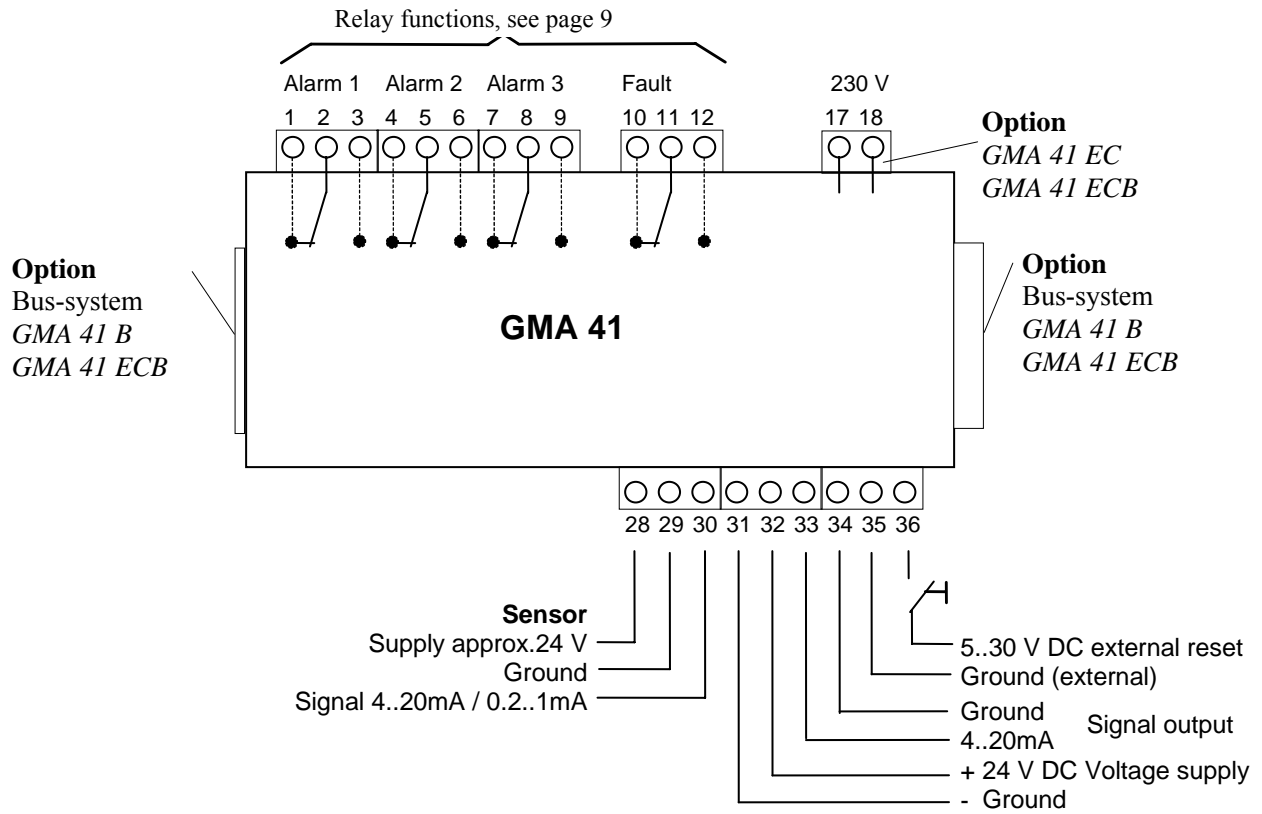 Relay functions, see page 9
Alarm 1 Alarm 2 Alarm 3 Fault 230 V
1 2 3 4 5 6 7 8 9 10 11 12 17 18
Option
GMA 41 EC
GMA 41 ECB
Option
Bus-system
GMA 41 B
GMA 41 ECB
GMA 41
Option
Bus-system
GMA 41 B
GMA 41 ECB
28 29 30 31 32 33 34 35 36
Sensor
Supply approx.24 V
Ground
Signal 4..20mA / 0.2..1mA
5..30 V DC external reset
Ground (external)
Ground
4..20mA
Signal output
+ 24 V DC Voltage supply
- Ground